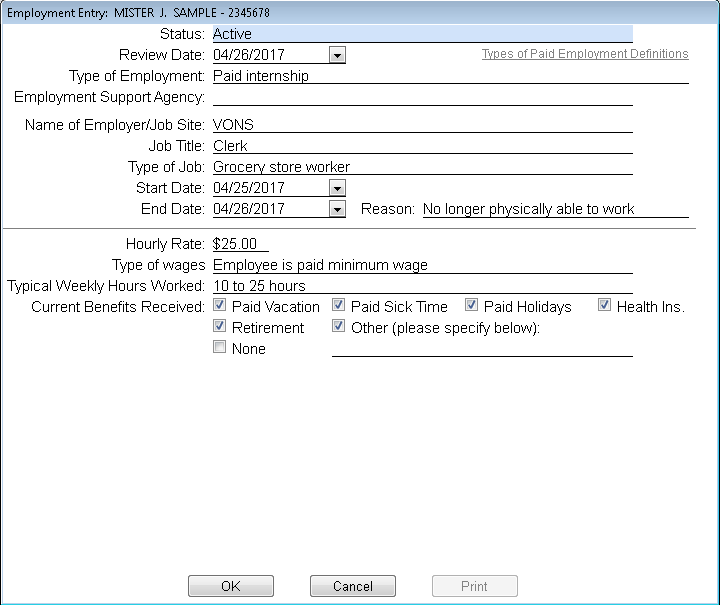 Employment Entry: MISTER J. SAMPLE - 2345678
Status: Active
Review Date: 04/26/2017 Types of Paid Employment Definitions
Type of Employment: Paid internship
Employment Support Agency:
Name of Employer/Job Site: VONS
Job Title: Clerk
Type of Job: Grocery store worker
Start Date: 04/25/2017
End Date: 04/26/2017 Reason: No longer physically able to work
Hourly Rate: $25.00
Type of wages Employee is paid minimum wage
Typical Weekly Hours Worked: 10 to 25 hours
Current Benefits Received: Paid Vacation Paid Sick Time Paid Holidays Health Ins.
Retirement Other (please specify below):
None
OK Cancel Print